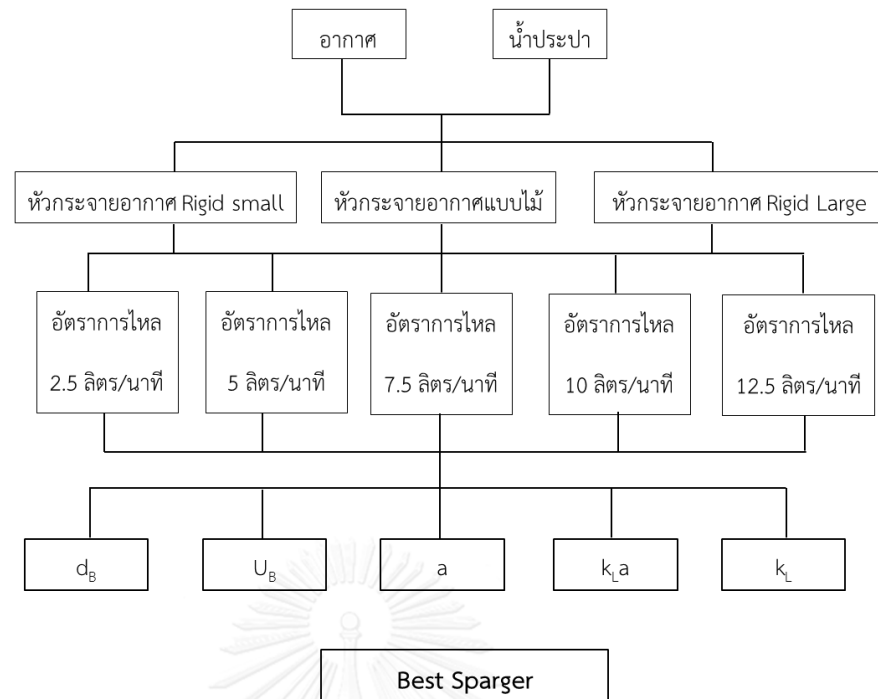 อากาศ
น้ำประปา
หัวกระจายอากาศ Rigid small
หัวกระจายอากาศแบบไม้
หัวกระจายอากาศ Rigid Large
อัตราการไหล
2.5 ลิตร/นาที
อัตราการไหล
5 ลิตร/นาที
อัตราการไหล
7.5 ลิตร/นาที
อัตราการไหล
10 ลิตร/นาที
อัตราการไหล
12.5 ลิตร/นาที
d_B
U_B
a
k_La
k_L
Best Sparger